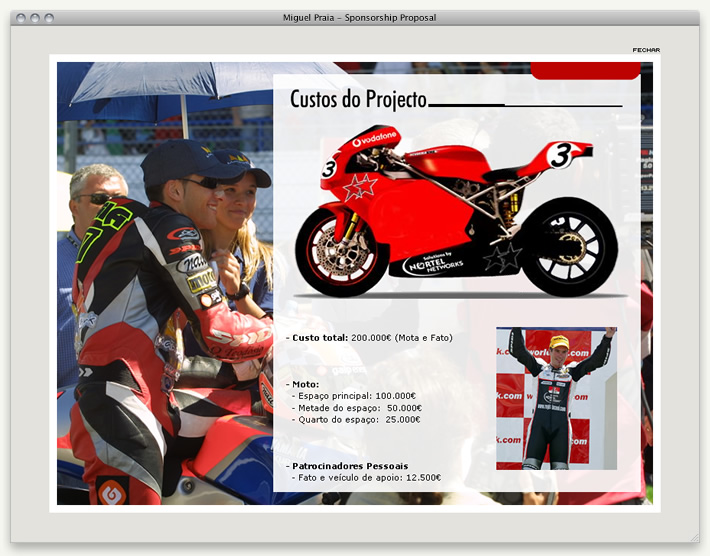 Miguel Praia – Sponsorship Proposal
FECHAR
Custos do Projecto
vodafone
3
3
Solutions by
NORTEL
NETWORKS
- Custo total: 200.000€ (Mota e Fato)
- Moto:
- Espaço principal: 100.000€
- Metade do espaço: 50.000€
- Quarto do espaço: 25.000€
- Patrocinadores Pessoais
- Fato e veículo de apoio: 12.500€